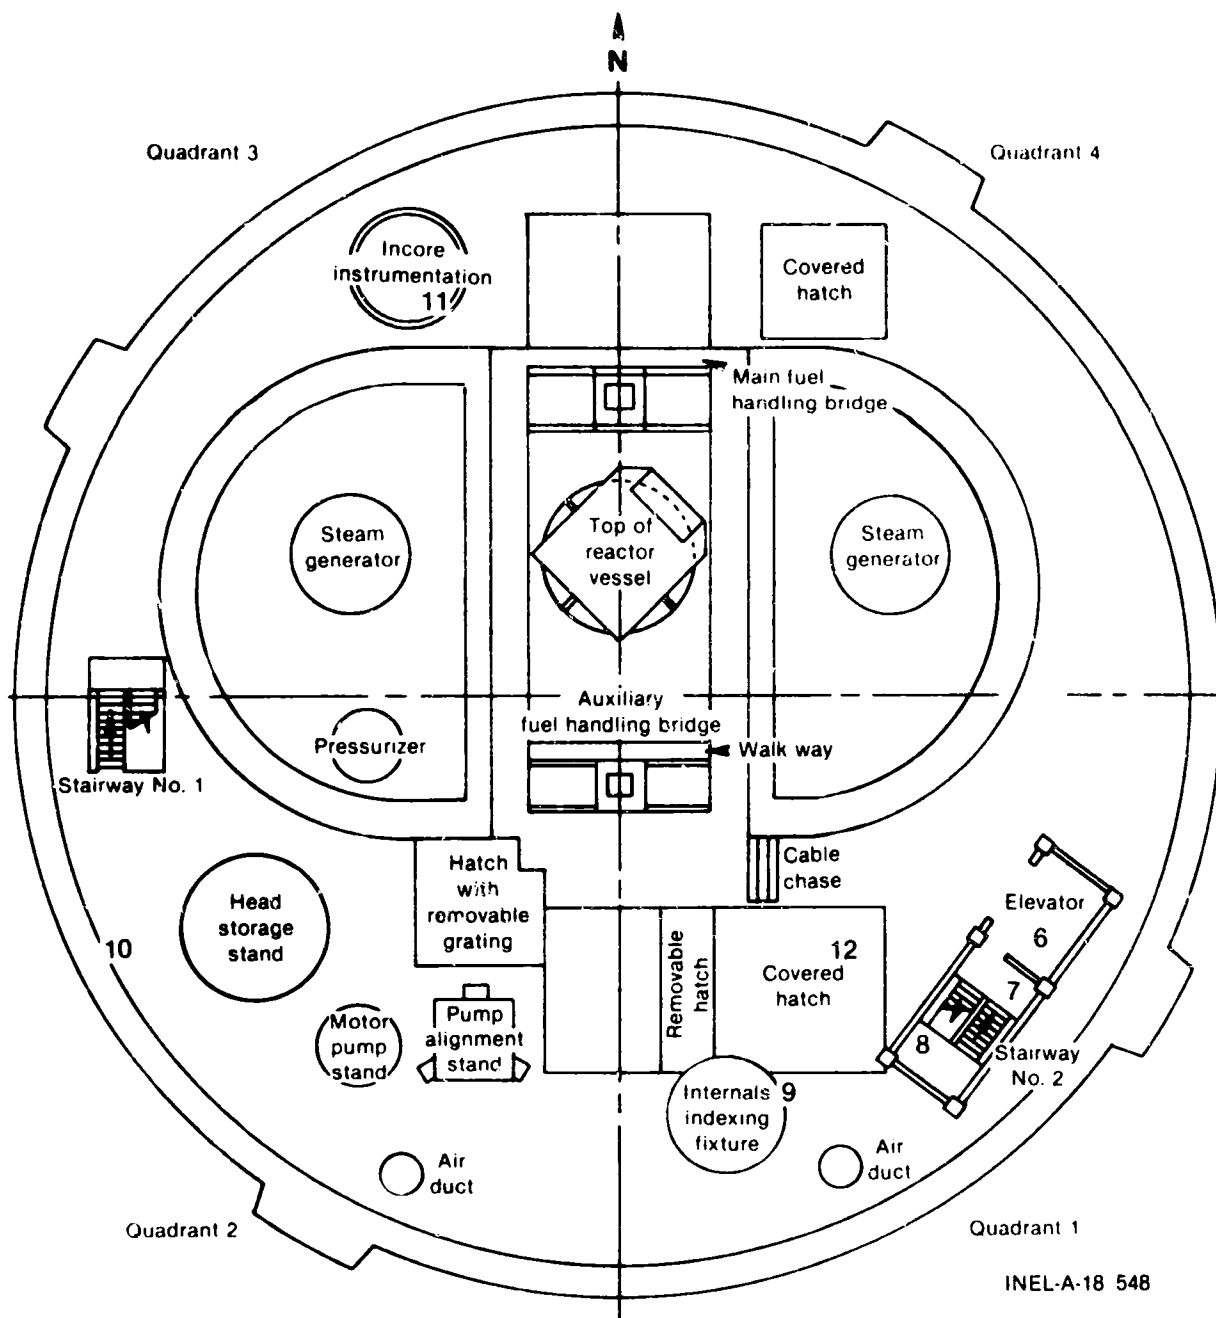 N
Quadrant 3
Quadrant 4
Incore
instrumentation
11
Covered
hatch
Main fuel
handling bridge
Steam
generator
Top of
reactor
vessel
Steam
generator
Auxiliary
fuel handling bridge
Pressurizer
Walk way
Stairway No. 1
Hatch
with
removable
grating
Cable
chase
Head
storage
stand
10
Elevator
6
7
8
Stairway
No. 2
Removable
hatch
12
Covered
hatch
Motor
pump
stand
Pump
alignment
stand
Internals 9
indexing
fixture
Air
duct
Air
duct
Quadrant 2
Quadrant 1
INEL-A-18 548